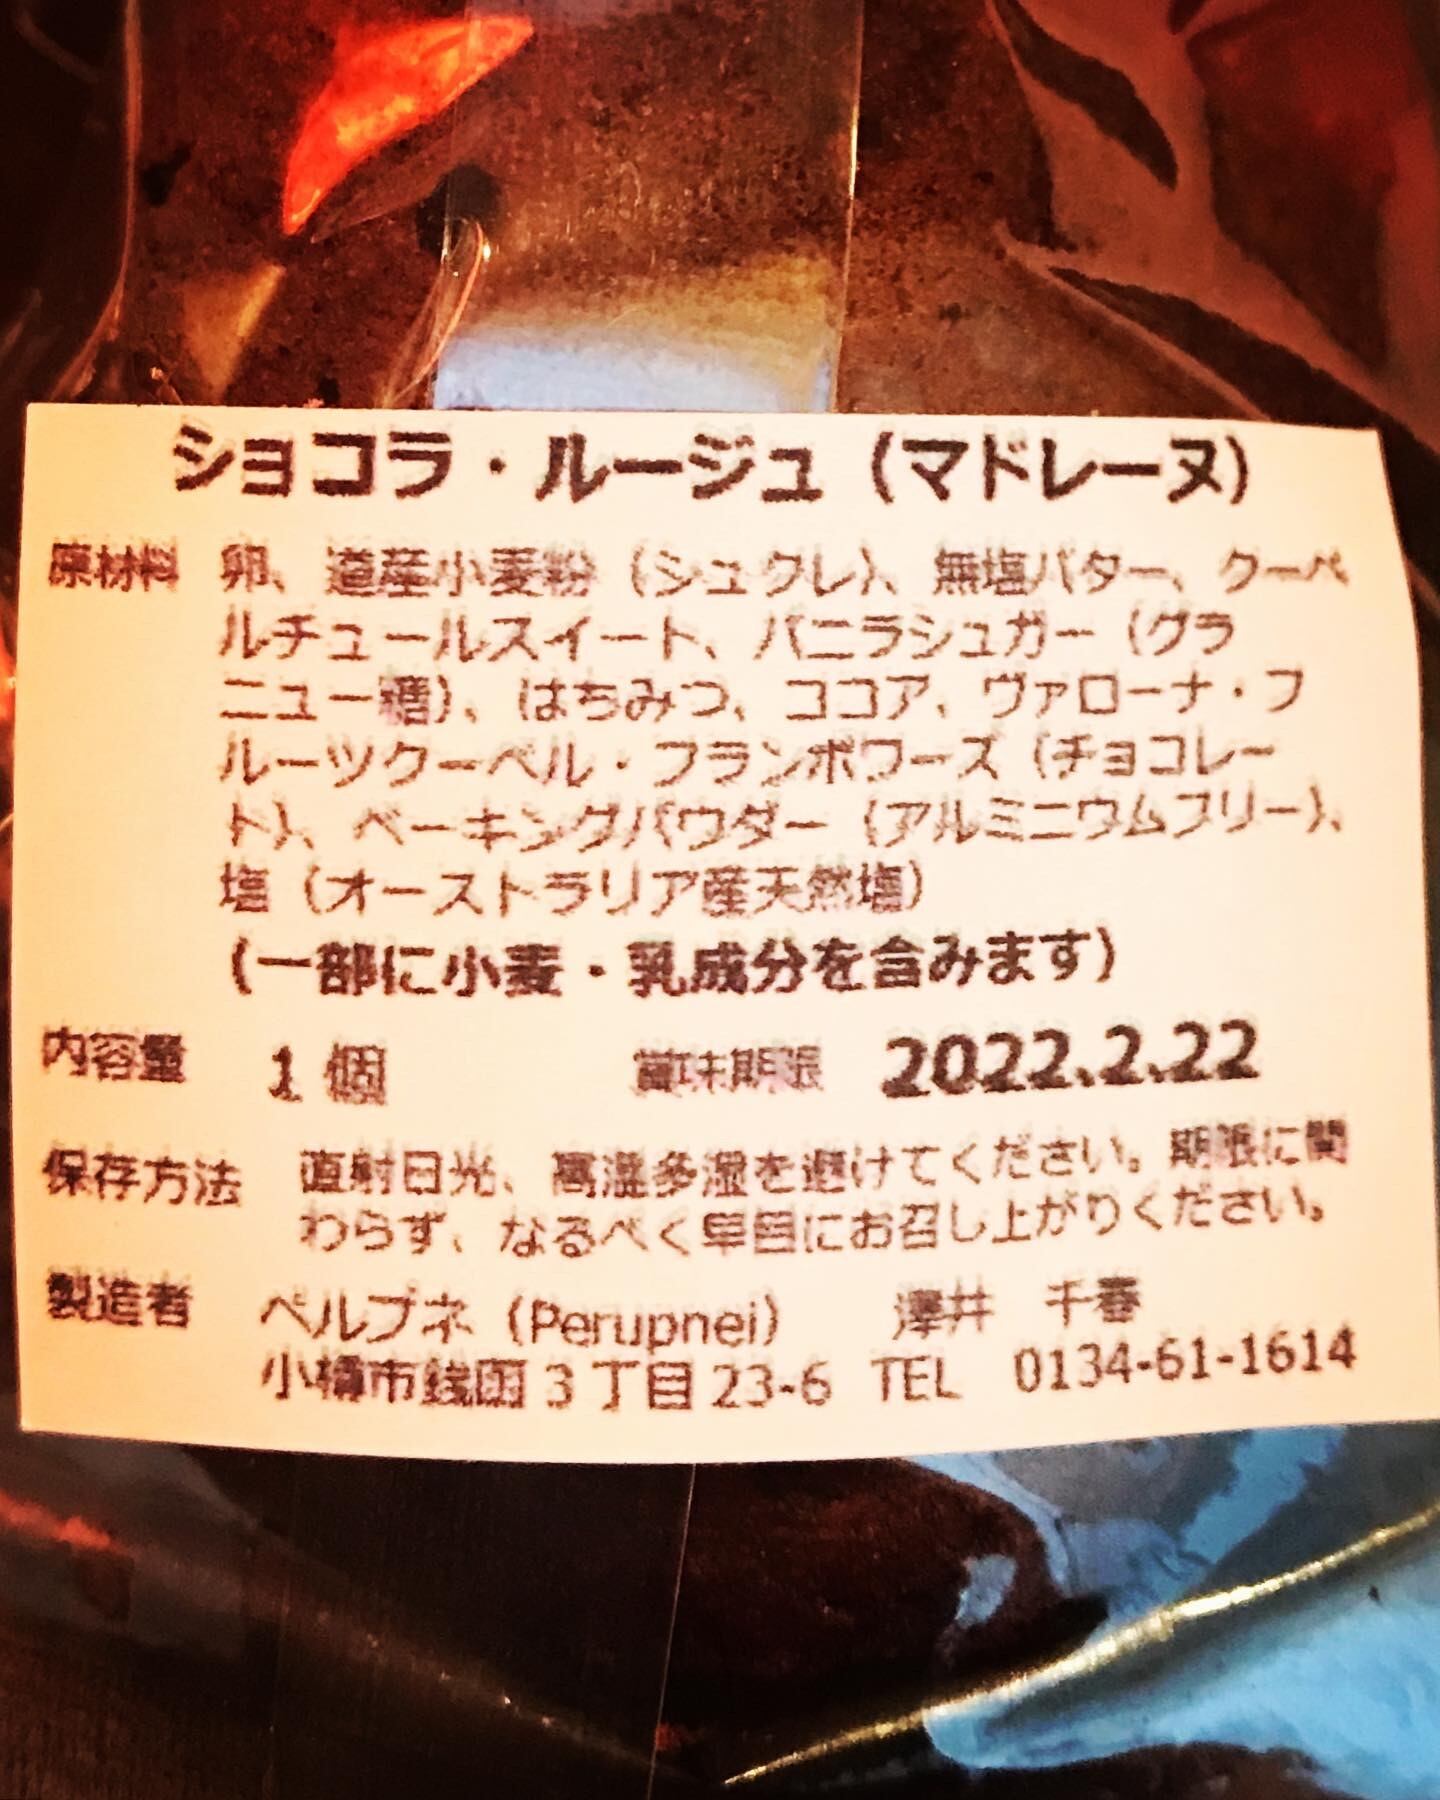 ショコラ・ルージュ（マドレーヌ）
原材料 卵、道産小麦粉（シュクレ）、無塩バター、クーベ
ルチュールスイート、バニラシュガー（グラ
ニュー糖）、はちみつ、ココア、ヴァローナ・フ
ルーツクーベル・フランボワーズ（チョコレー
ト）、ベーキングパウダー（アルミニウムフリー）、
塩（オーストラリア産天然塩）
（一部に小麦・乳成分を含みます）
内容量 1個 賞味期限 2022.2.22
保存方法 直射日光、高温多湿を避けてください。期限に関
わらず、なるべく早目にお召し上がりください。
製造者 ペルプネ（Perupnei） 澤井 千春
小樽市銭函3丁目23-6 TEL 0134-61-1614